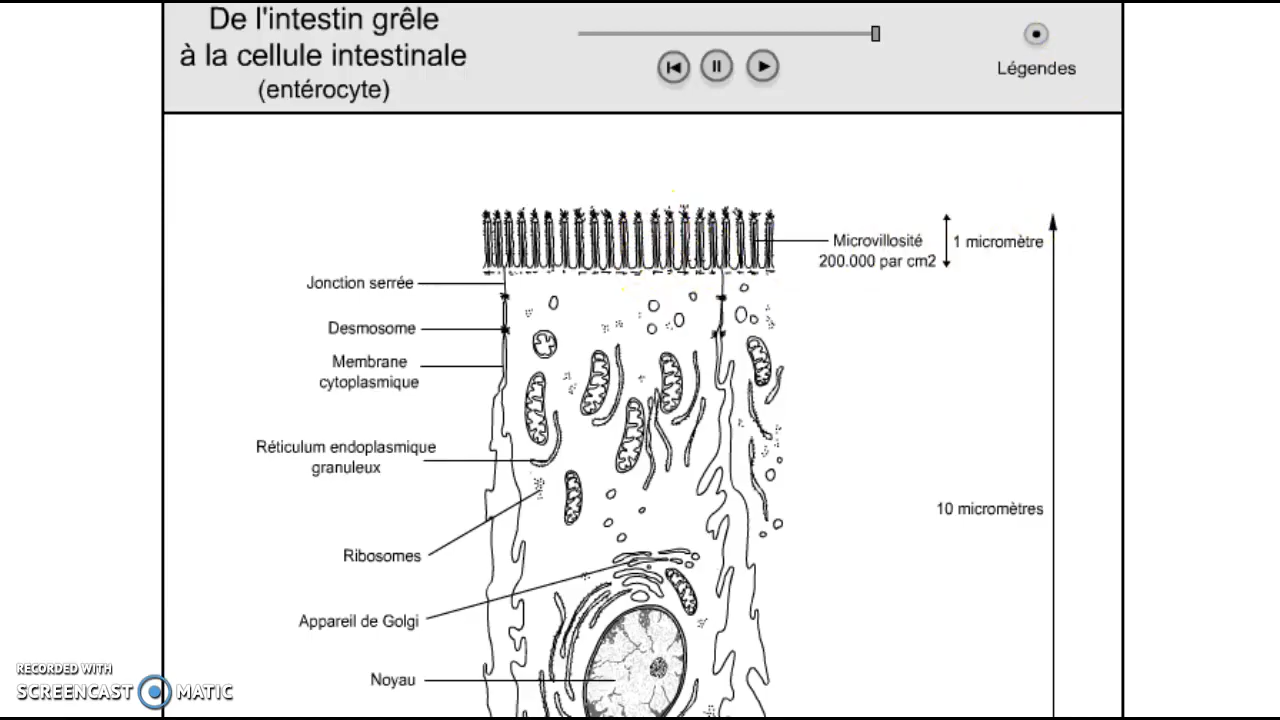 De l'intestin grêle
à la cellule intestinale
(entérocyte)
Légendes
Microvillosité
200.000 par cm2
1 micromètre
Jonction serrée
Desmosome
Membrane
cytoplasmique
Réticulum endoplasmique
granuleux
10 micromètres
Ribosomes
Appareil de Golgi
Noyau
RECORDED WITH
SCREENCAST MATIC